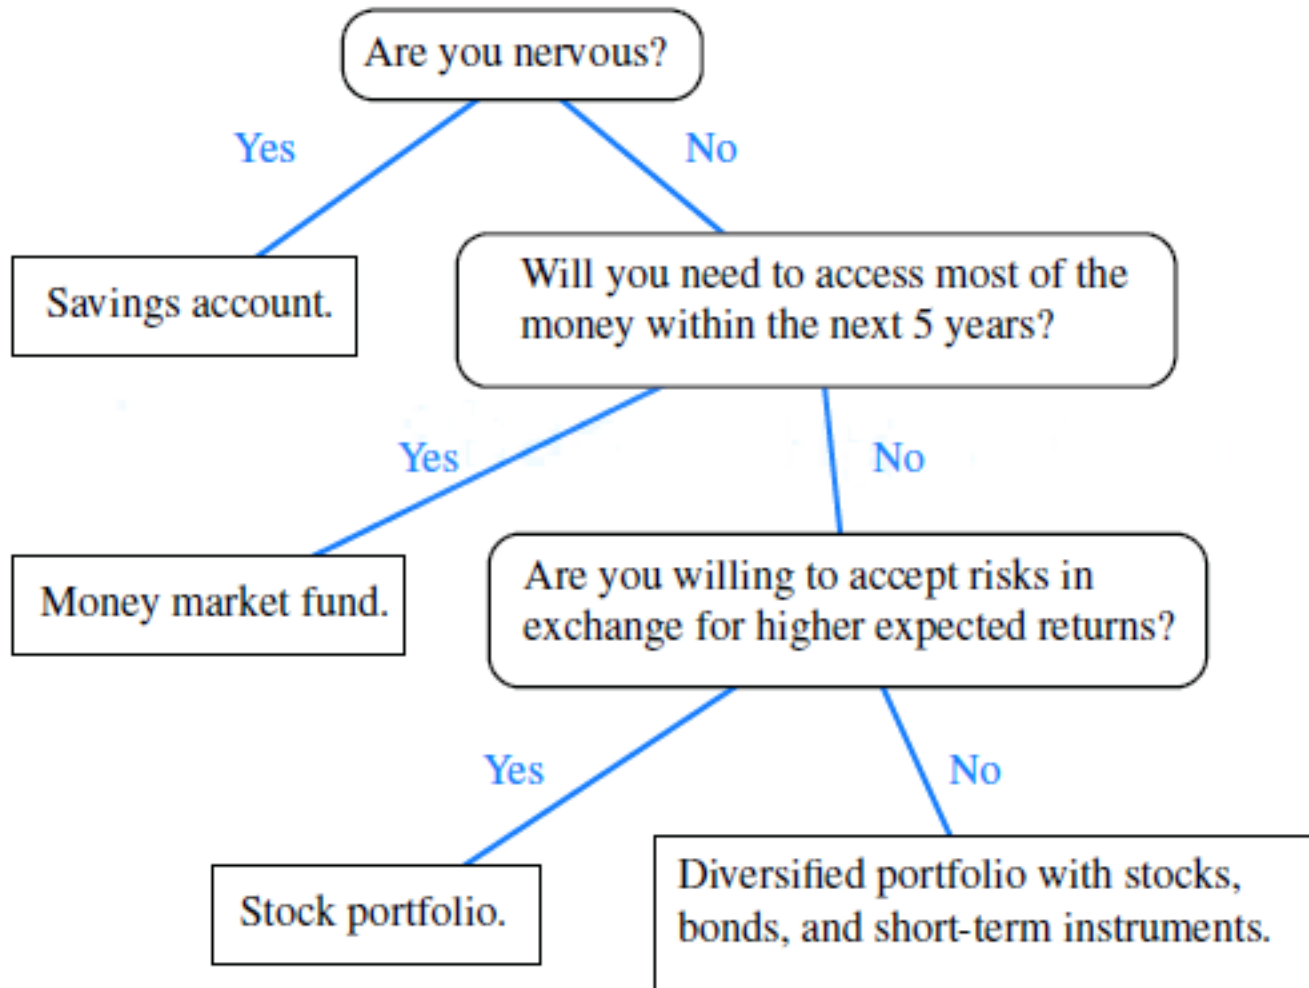 Are you nervous?
Yes
No
Savings account.
Will you need to access most of the
money within the next 5 years?
Yes
No
Money market fund.
Are you willing to accept risks in
exchange for higher expected returns?
Yes
No
Stock portfolio.
Diversified portfolio with stocks,
bonds, and short-term instruments.